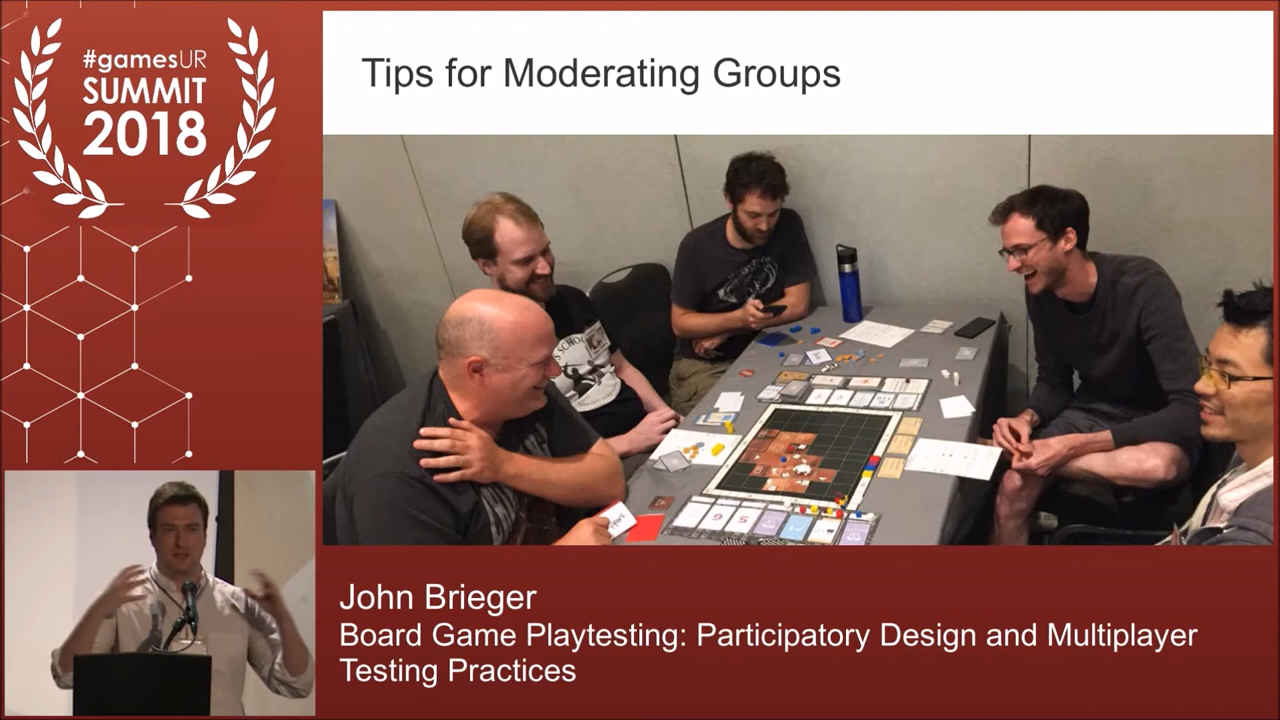 #gamesUR
SUMMIT
2018
Tips for Moderating Groups
John Brieger
Board Game Playtesting: Participatory Design and Multiplayer
Testing Practices